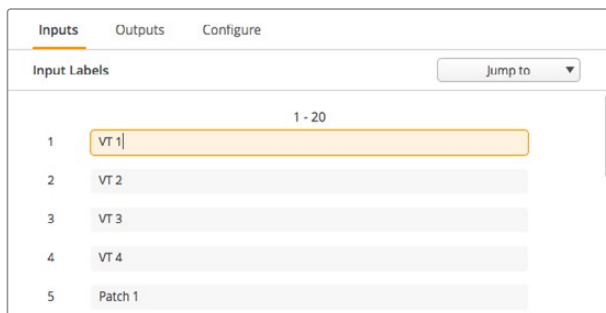 Inputs Outputs Configure
Input Labels Jump to
1 - 20
1 VT 1
2 VT 2
3 VT 3
4 VT 4
5 Patch 1